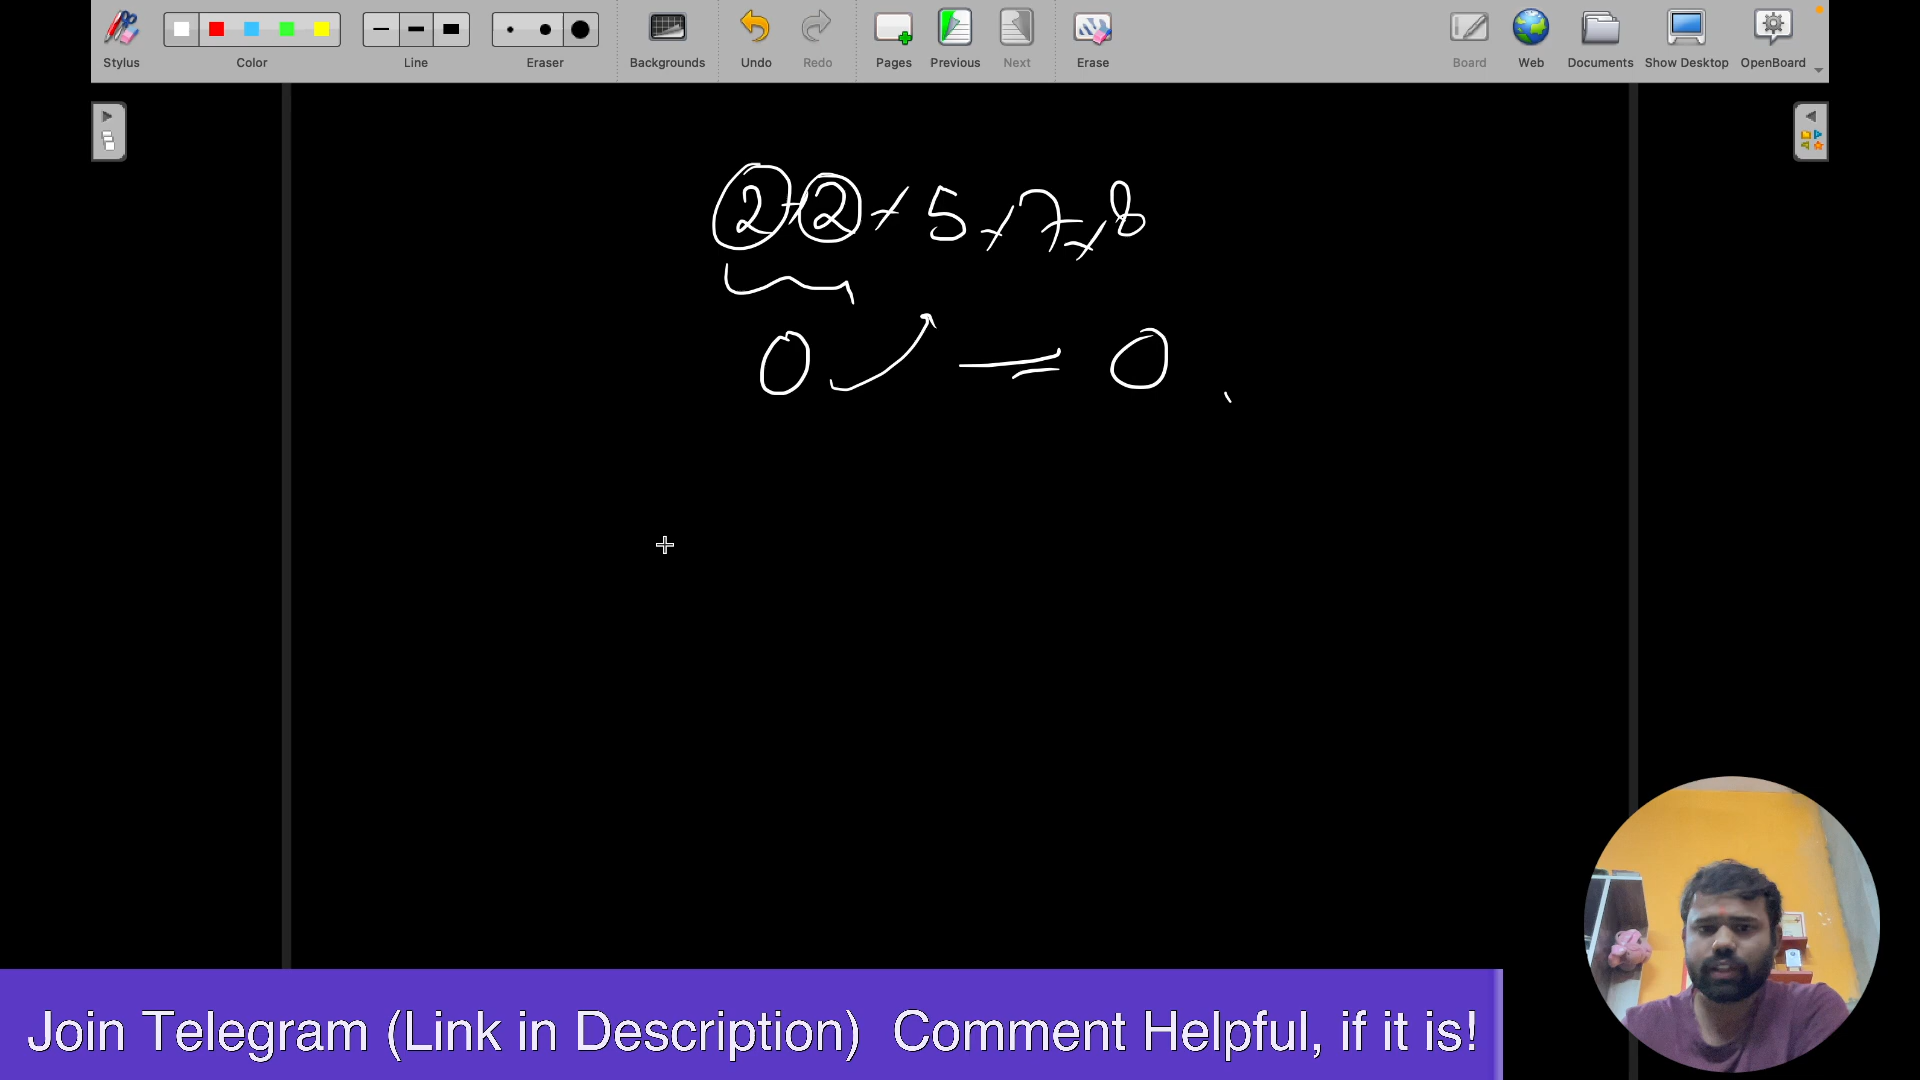 Stylus Color Line Eraser Backgrounds Undo Redo Pages Previous Next Erase Board Web Documents Show Desktop OpenBoard
2 + 2 + 5 + 7 + 8
0 = 0
Join Telegram (Link in Description) Comment Helpful, if it is!